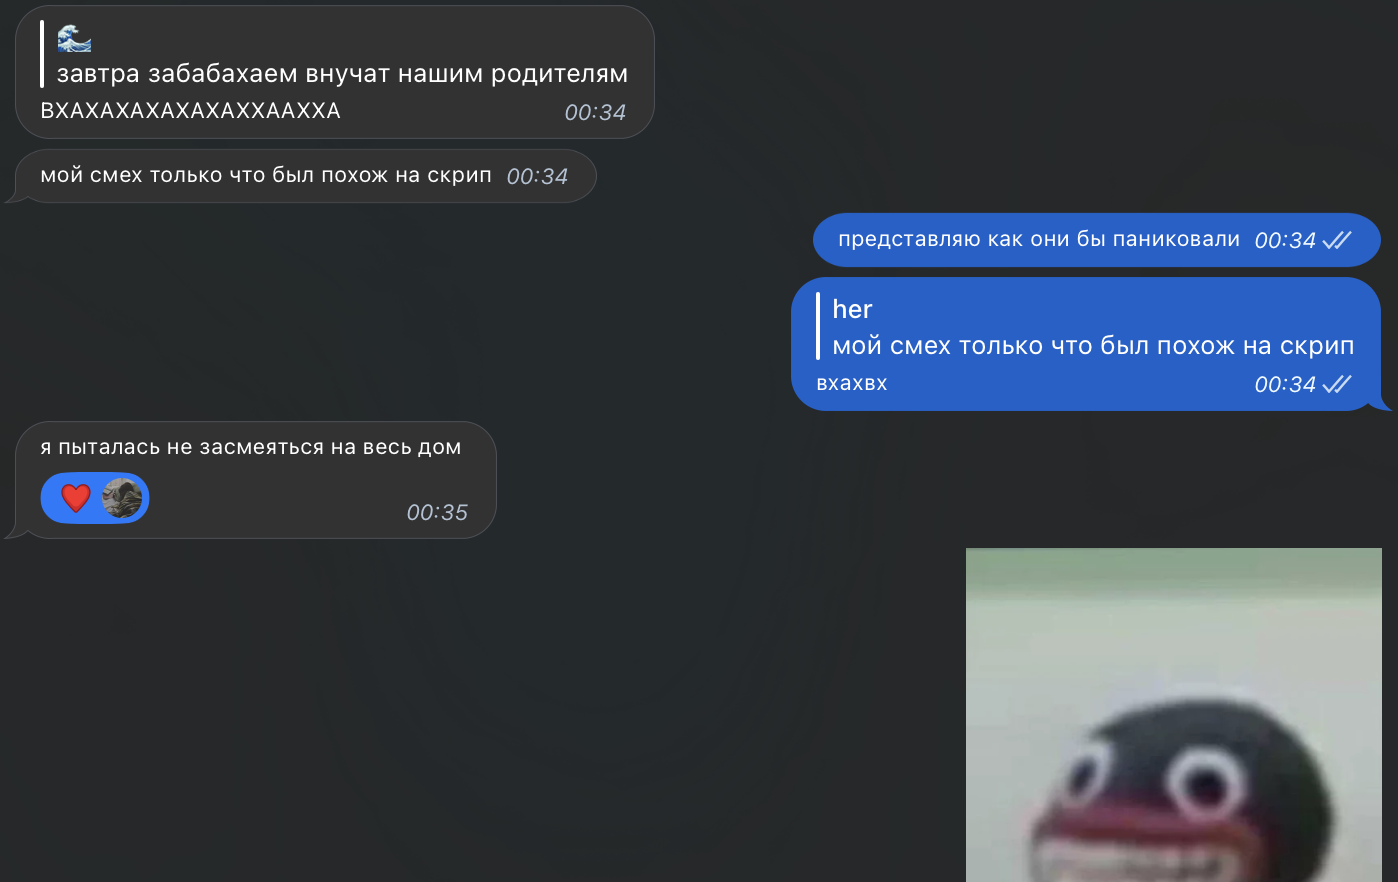 🌊
завтра забабахаем внучат нашим родителям
ВХАХАХАХАХАХАХХААХХА 00:34
мой смех только что был похож на скрип 00:34
представляю как они бы паниковали 00:34
her
мой смех только что был похож на скрип
вхахвх 00:34
я пыталась не засмеяться на весь дом
❤️ 00:35